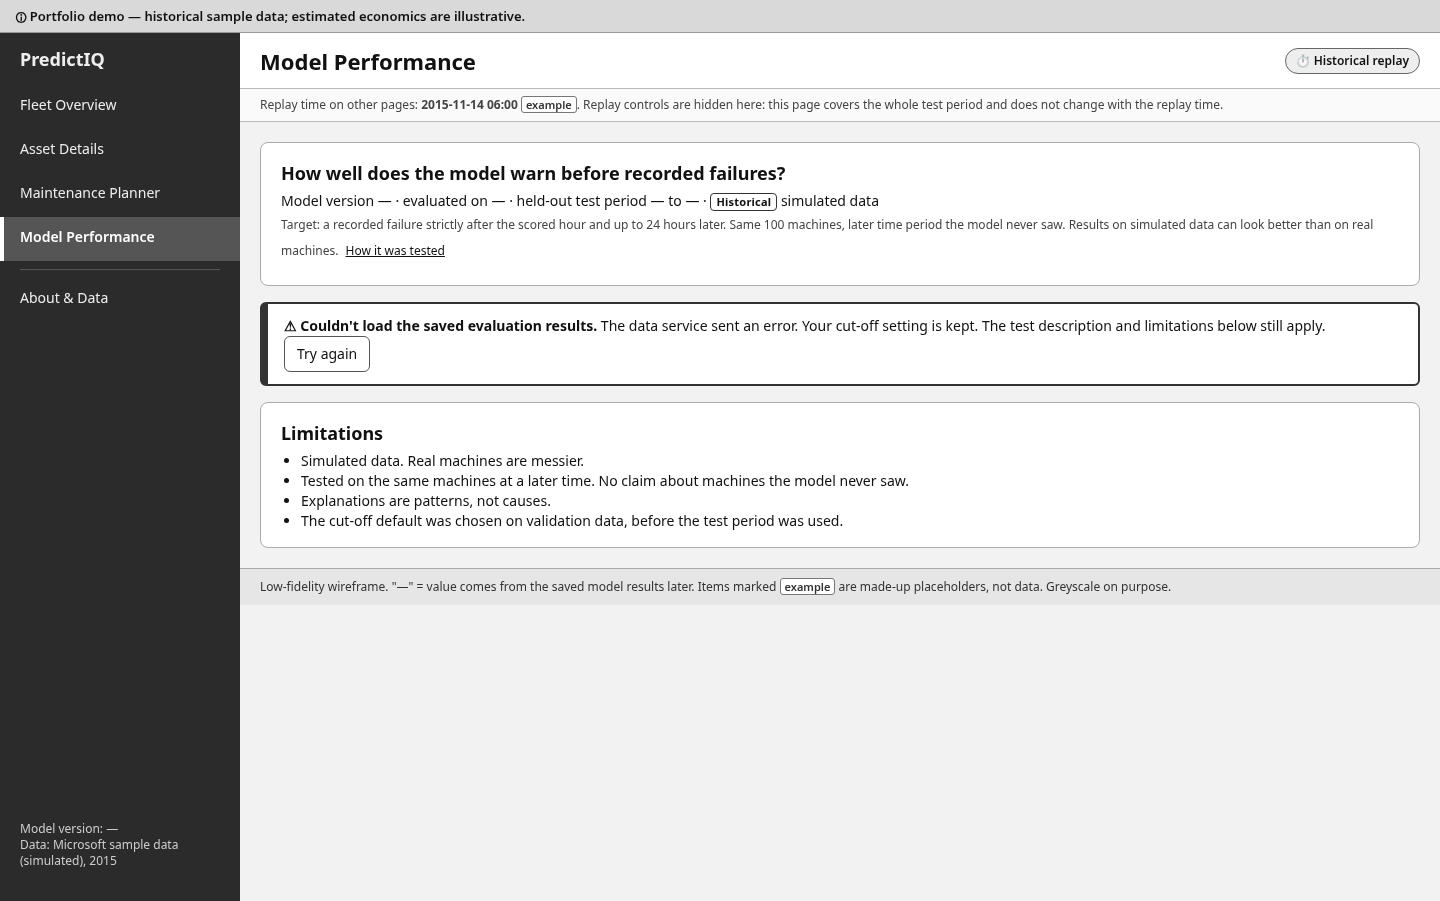 ⓘ Portfolio demo — historical sample data; estimated economics are illustrative.
PredictIQ
Fleet Overview
Asset Details
Maintenance Planner
Model Performance
About & Data
Model version: —
Data: Microsoft sample data
(simulated), 2015
Model Performance
⏱ Historical replay
Replay time on other pages: 2015-11-14 06:00 example. Replay controls are hidden here: this page covers the whole test period and does not change with the replay time.
How well does the model warn before recorded failures?
Model version — · evaluated on — · held-out test period — to — · Historical simulated data
Target: a recorded failure strictly after the scored hour and up to 24 hours later. Same 100 machines, later time period the model never saw. Results on simulated data can look better than on real
machines. How it was tested
⚠ Couldn't load the saved evaluation results. The data service sent an error. Your cut-off setting is kept. The test description and limitations below still apply.
Try again
Limitations
• Simulated data. Real machines are messier.
• Tested on the same machines at a later time. No claim about machines the model never saw.
• Explanations are patterns, not causes.
• The cut-off default was chosen on validation data, before the test period was used.
Low-fidelity wireframe. "—" = value comes from the saved model results later. Items marked example are made-up placeholders, not data. Greyscale on purpose.